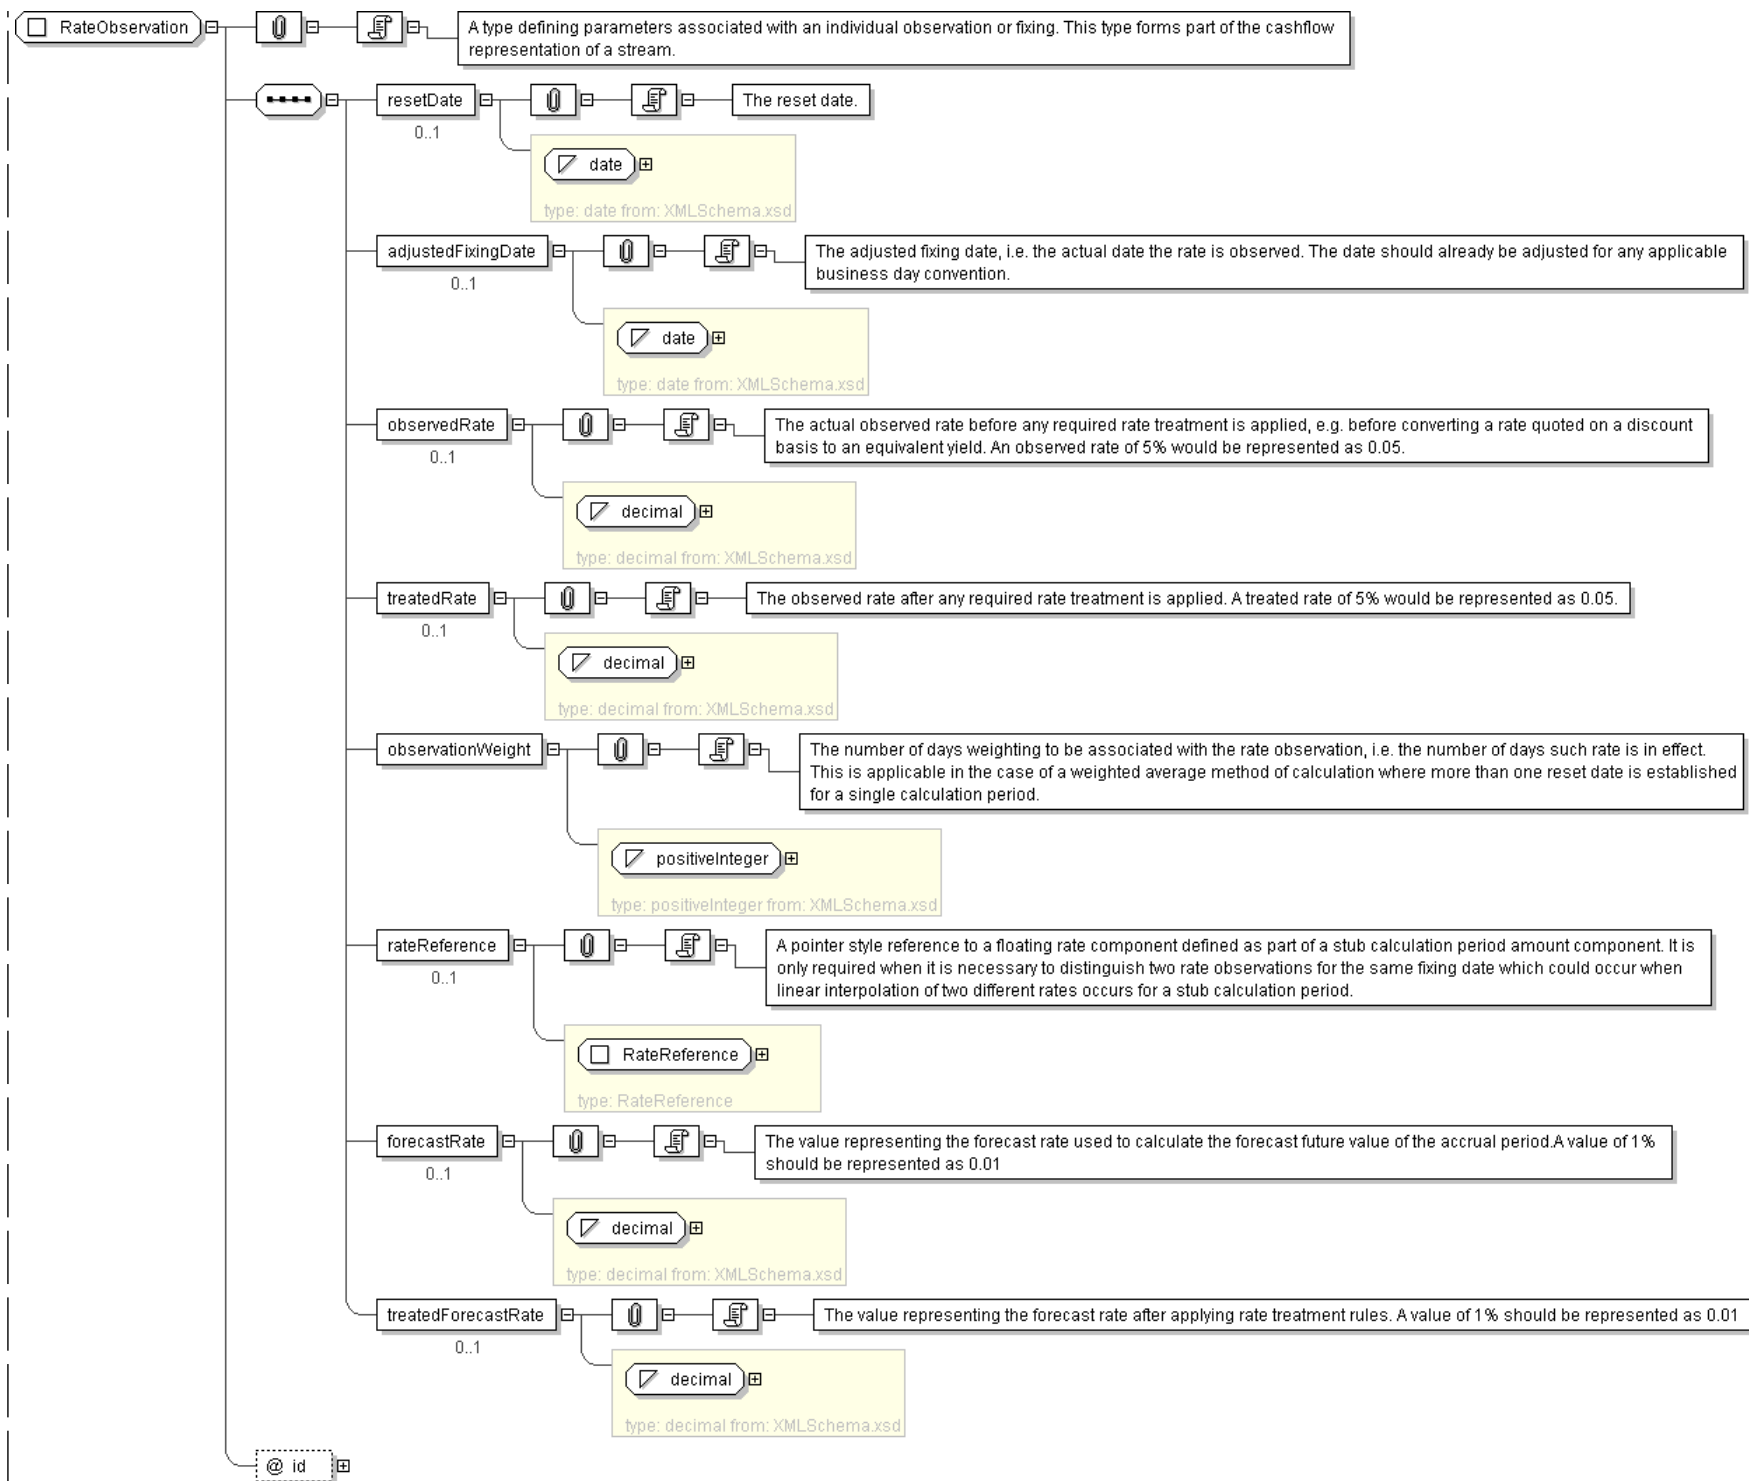 RateObservation
A type defining parameters associated with an individual observation or fixing. This type forms part of the cashflow
representation of a stream.
resetDate
The reset date.
0..1
date
type: date from: XMLSchema.xsd
adjustedFixingDate
The adjusted fixing date, i.e. the actual date the rate is observed. The date should already be adjusted for any applicable
business day convention.
0..1
date
type: date from: XMLSchema.xsd
observedRate
The actual observed rate before any required rate treatment is applied, e.g. before converting a rate quoted on a discount
basis to an equivalent yield. An observed rate of 5% would be represented as 0.05.
0..1
decimal
type: decimal from: XMLSchema.xsd
treatedRate
The observed rate after any required rate treatment is applied. A treated rate of 5% would be represented as 0.05.
0..1
decimal
type: decimal from: XMLSchema.xsd
observationWeight
The number of days weighting to be associated with the rate observation, i.e. the number of days such rate is in effect.
This is applicable in the case of a weighted average method of calculation where more than one reset date is established
for a single calculation period.
positiveInteger
type: positiveInteger from: XMLSchema.xsd
rateReference
A pointer style reference to a floating rate component defined as part of a stub calculation period amount component. It is
only required when it is necessary to distinguish two rate observations for the same fixing date which could occur when
linear interpolation of two different rates occurs for a stub calculation period.
0..1
RateReference
type: RateReference
forecastRate
The value representing the forecast rate used to calculate the forecast future value of the accrual period.A value of 1%
should be represented as 0.01
0..1
decimal
type: decimal from: XMLSchema.xsd
treatedForecastRate
The value representing the forecast rate after applying rate treatment rules. A value of 1% should be represented as 0.01
0..1
decimal
type: decimal from: XMLSchema.xsd
@ id